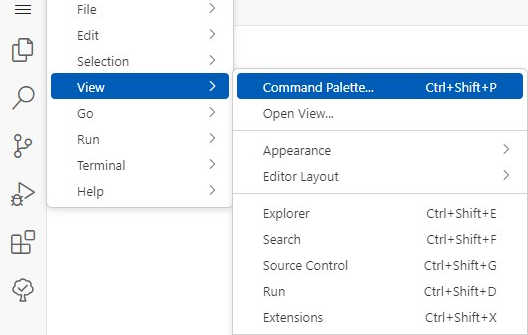 File
Edit
Selection
View
Go
Run
Terminal
Help
Command Palette... Ctrl+Shift+P
Open View...
Appearance
Editor Layout
Explorer Ctrl+Shift+E
Search Ctrl+Shift+F
Source Control Ctrl+Shift+G
Run Ctrl+Shift+D
Extensions Ctrl+Shift+X